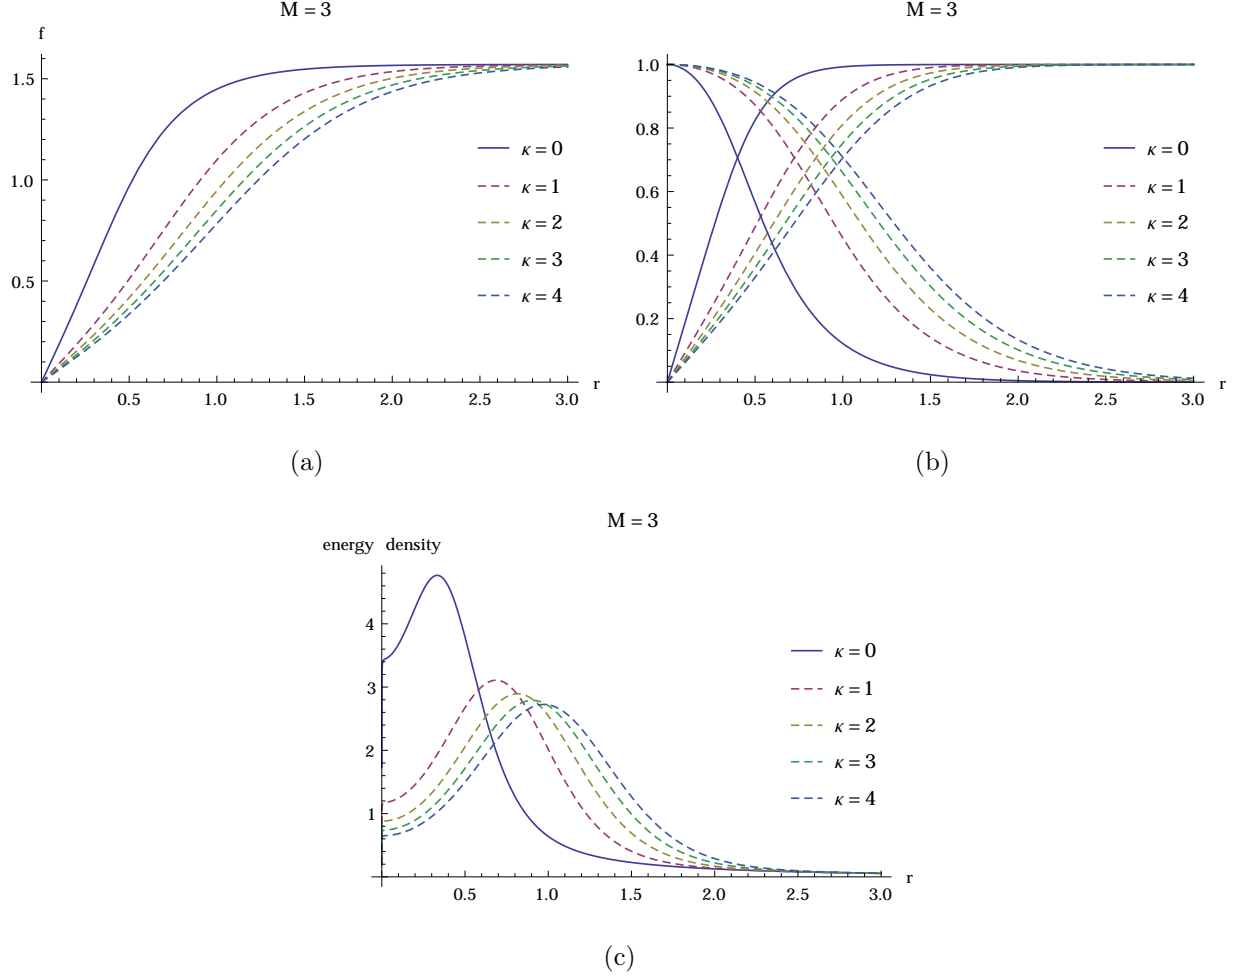 M = 3
f
1.5
1.0
0.5
0.5 1.0 1.5 2.0 2.5 3.0 r
κ = 0
κ = 1
κ = 2
κ = 3
κ = 4
(a)
M = 3
1.0
0.8
0.6
0.4
0.2
0.5 1.0 1.5 2.0 2.5 3.0 r
κ = 0
κ = 1
κ = 2
κ = 3
κ = 4
(b)
M = 3
energy density
4
3
2
1
0.5 1.0 1.5 2.0 2.5 3.0 r
κ = 0
κ = 1
κ = 2
κ = 3
κ = 4
(c)